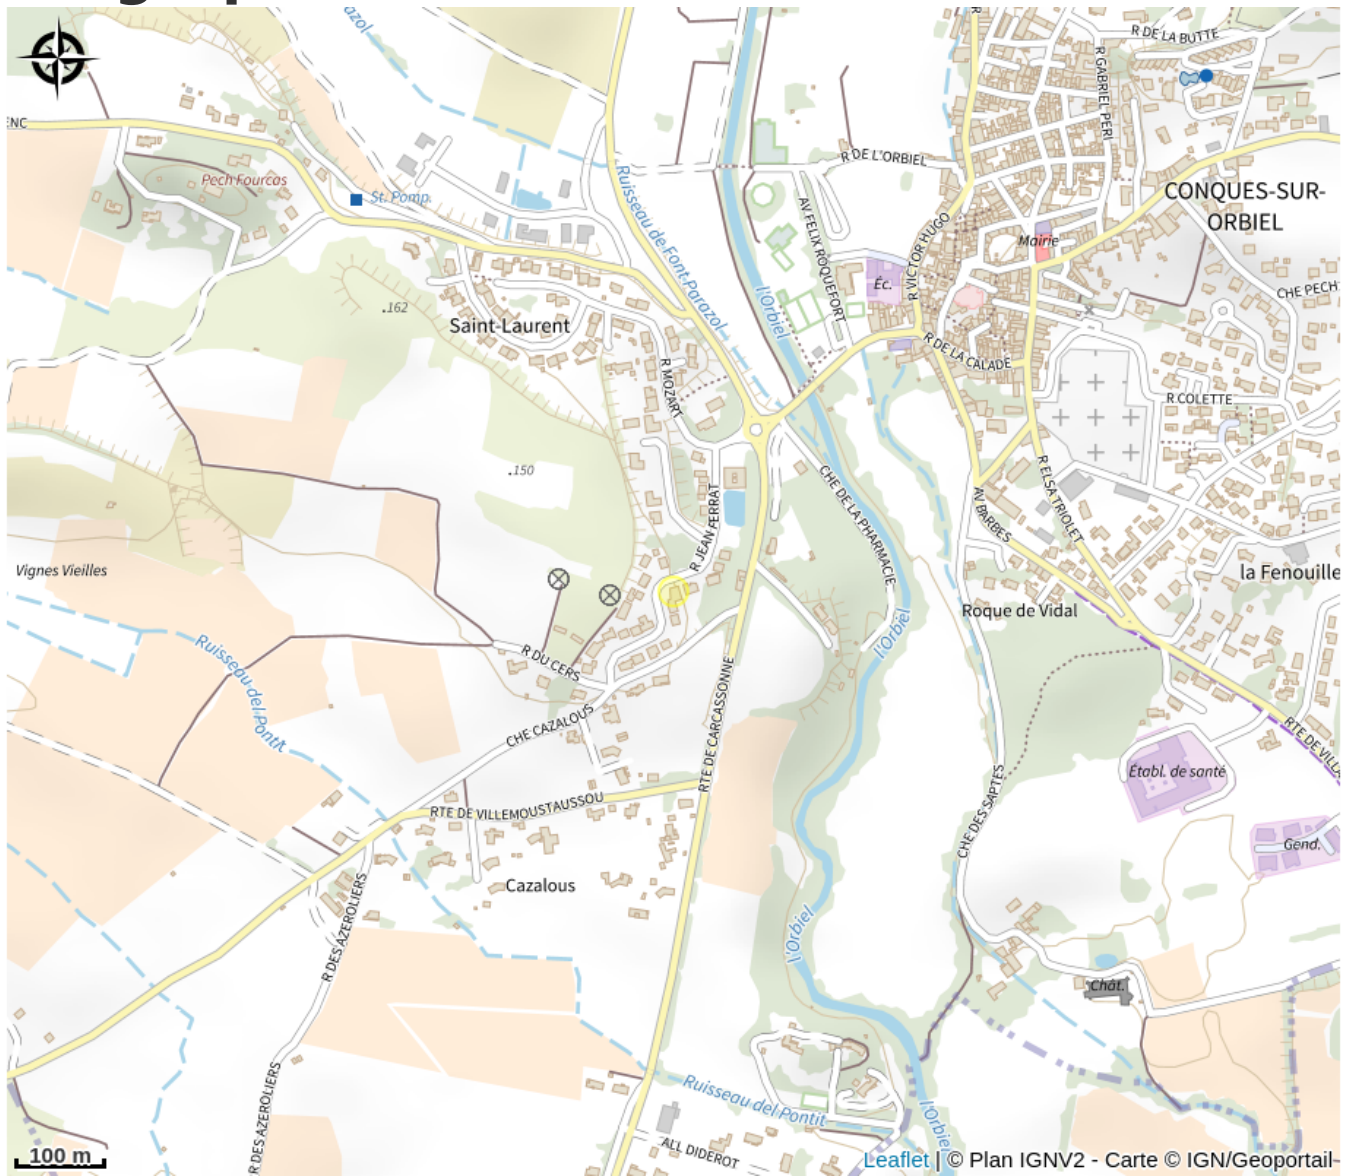 R DE LA BUTTE
R GABRIEL PERI
ENC
Ruisseau de Font-Parazol
R DE L'ORBIEL
Pech Fourcas
St. Pomp.
CONQUES-SUR-
ORBIEL
AV FELIX ROQUEFORT
R VICTOR HUGO
Mairie
Éc.
CHE PECH
l'Orbiel
.162
Saint-Laurent
R DE LA CALADE
R MOZART
R COLETTE
.150
R ELSA TRIOLET
CHE DE LA PHARMACIE
AV BARBES
R JEAN FERRAT
Vignes Vieilles
la Fenouille
Roque de Vidal
l'Orbiel
Ruisseau del Pontit
R DU CERS
RTE DE CARCASSONNE
CHE CAZALOUS
RTE DE VILLA
Établ. de santé
CHE DES SAPTES
RTE DE VILLEMOUSTAUSSOU
Gend.
Cazalous
R DES AZEROLIERS
l'Orbiel
Chât.
R DES AZEROLIERS
Ruisseau del Pontit
l'Orbiel
ALL DIDEROT
100 m
Leaflet | © Plan IGNV2 - Carte © IGN/Geoportail